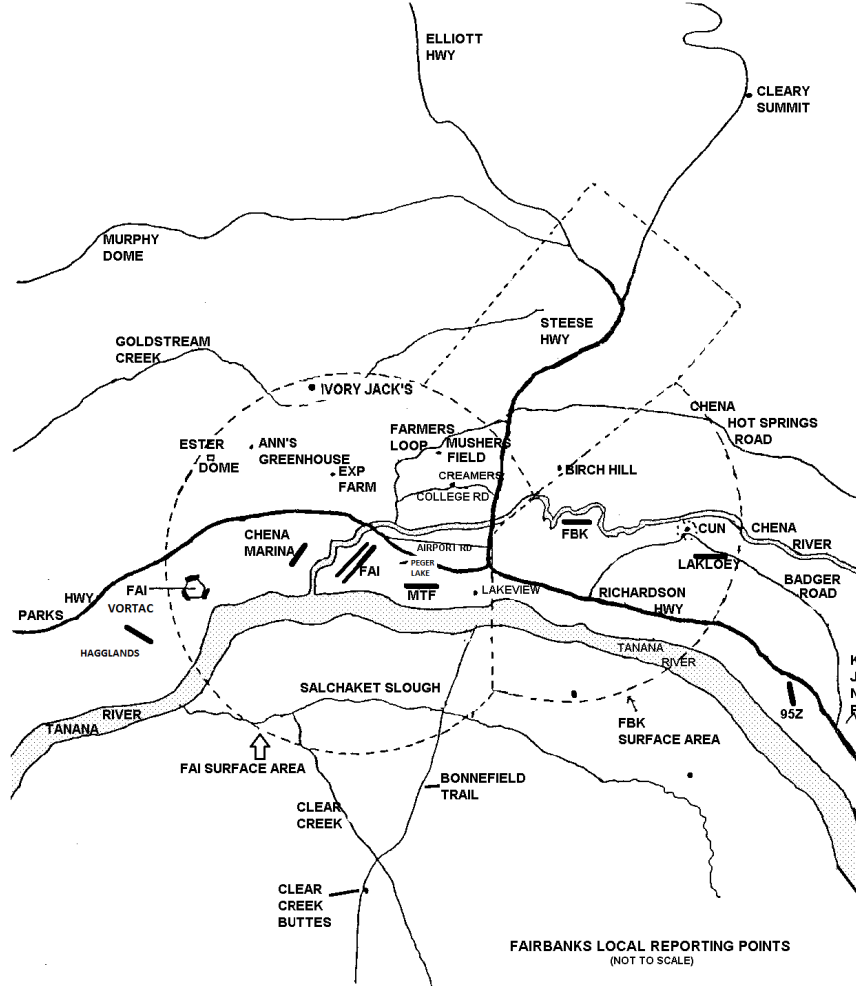 ELLIOTT
HWY
CLEARY
SUMMIT
MURPHY
DOME
GOLDSTREAM
CREEK
STEESE
HWY
IVORY JACK'S
CHENA
HOT SPRINGS
ROAD
ESTER
DOME
ANN'S
GREENHOUSE
EXP
FARM
FARMERS
LOOP
MUSHERS
FIELD
CREAMERS
COLLEGE RD
BIRCH HILL
CHENA
MARINA
FAI
AIRPORT RD
PEGER
LAKE
MTF
LAKEVIEW
FBK
CUN
CHENA
RIVER
LAKLOEY
BADGER
ROAD
RICHARDSON
HWY
FAI
VORTAC
PARKS
HWY
HAGGLANDS
TANANA
RIVER
TANANA
RIVER
SALCHAKET SLOUGH
FBK
SURFACE AREA
95Z
FAI SURFACE AREA
BONNEFIELD
TRAIL
CLEAR
CREEK
CLEAR
CREEK
BUTTES
FAIRBANKS LOCAL REPORTING POINTS
(NOT TO SCALE)